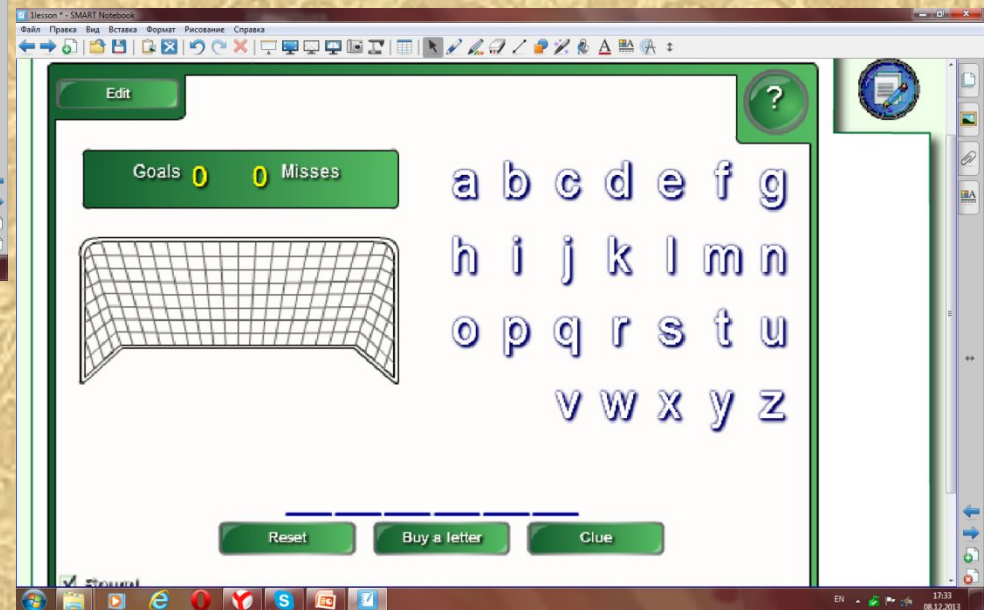 1lesson * - SMART Notebook
Файл Правка Вид Вставка Формат Рисование Справка
Edit
?
Goals 0 0 Misses
a b c d e f g
h i j k l m n
o p q r s t u
v w x y z
Reset Buy a letter Clue
EN 17:33
08.12.2013